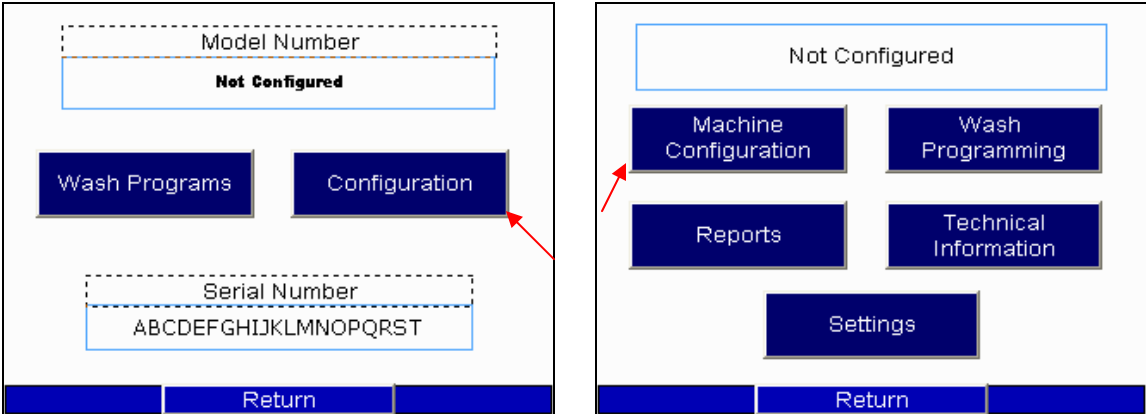 Model Number
Not Configured
Wash Programs
Configuration
Serial Number
ABCDEFGHIJKLMNOPQRST
Return
Not Configured
Machine
Configuration
Wash
Programming
Reports
Technical
Information
Settings
Return